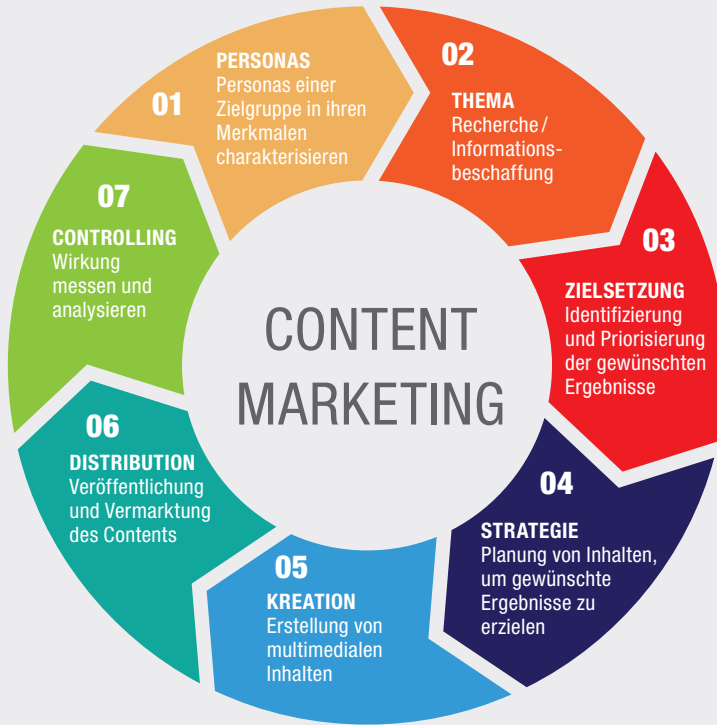 01
PERSONAS
Personas einer
Zielgruppe in ihren
Merkmalen
charakterisieren
02
THEMA
Recherche/
Informations-
beschaffung
03
ZIELSETZUNG
Identifizierung
und Priorisierung
der gewünschten
Ergebnisse
04
STRATEGIE
Planung von Inhalten,
um gewünschte
Ergebnisse zu
erzielen
05
KREATION
Erstellung von
multimedialen
Inhalten
06
DISTRIBUTION
Veröffentlichung
und Vermarktung
des Contents
07
CONTROLLING
Wirkung
messen und
analysieren
CONTENT
MARKETING